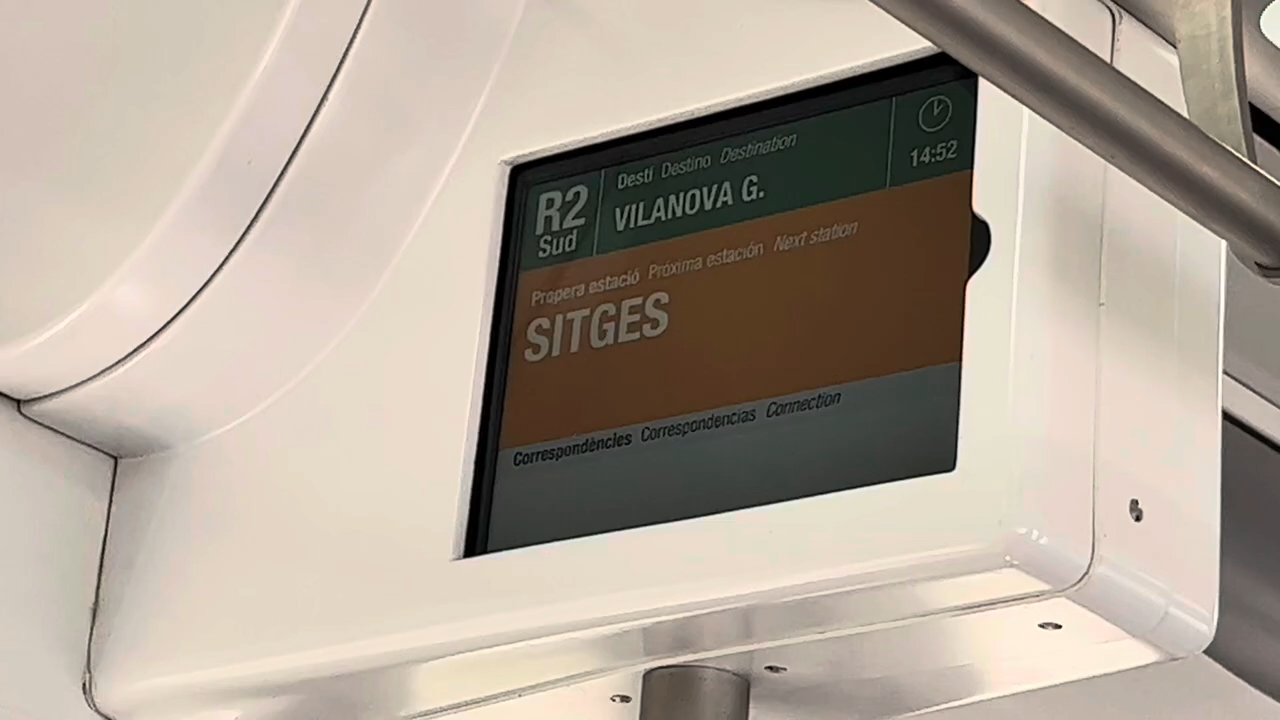 R2
Sud
Destí Destino Destination
VILANOVA G.
14:52
Propera estació Próxima estación Next station
SITGES
Correspondències Correspondencias Connection